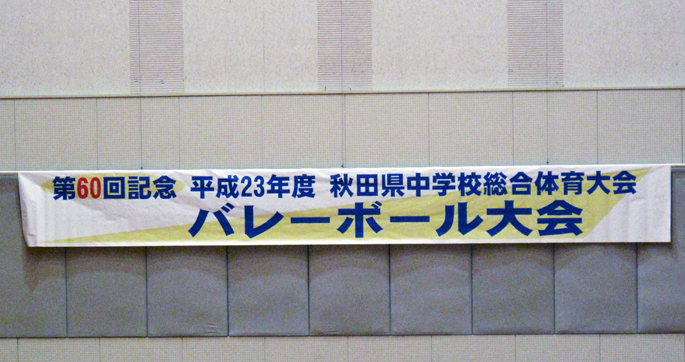 第60回記念 平成23年度 秋田県中学校総合体育大会
バレーボール大会